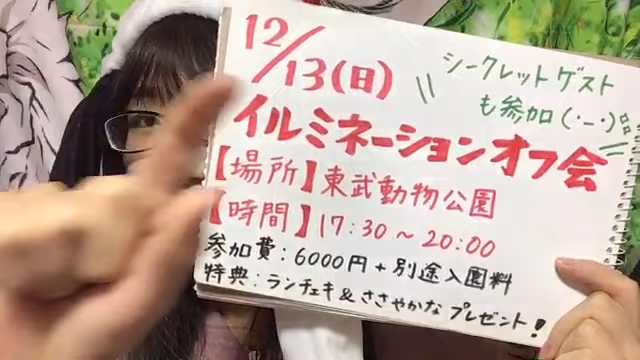 12/13(日)
シークレットゲスト
も参加(・ー・)
イルミネーションオフ会
【場所】東武動物公園
【時間】17:30~20:00
参加費:6000円+別途入園料
特典:ランチェキ&ささやかなプレゼント!